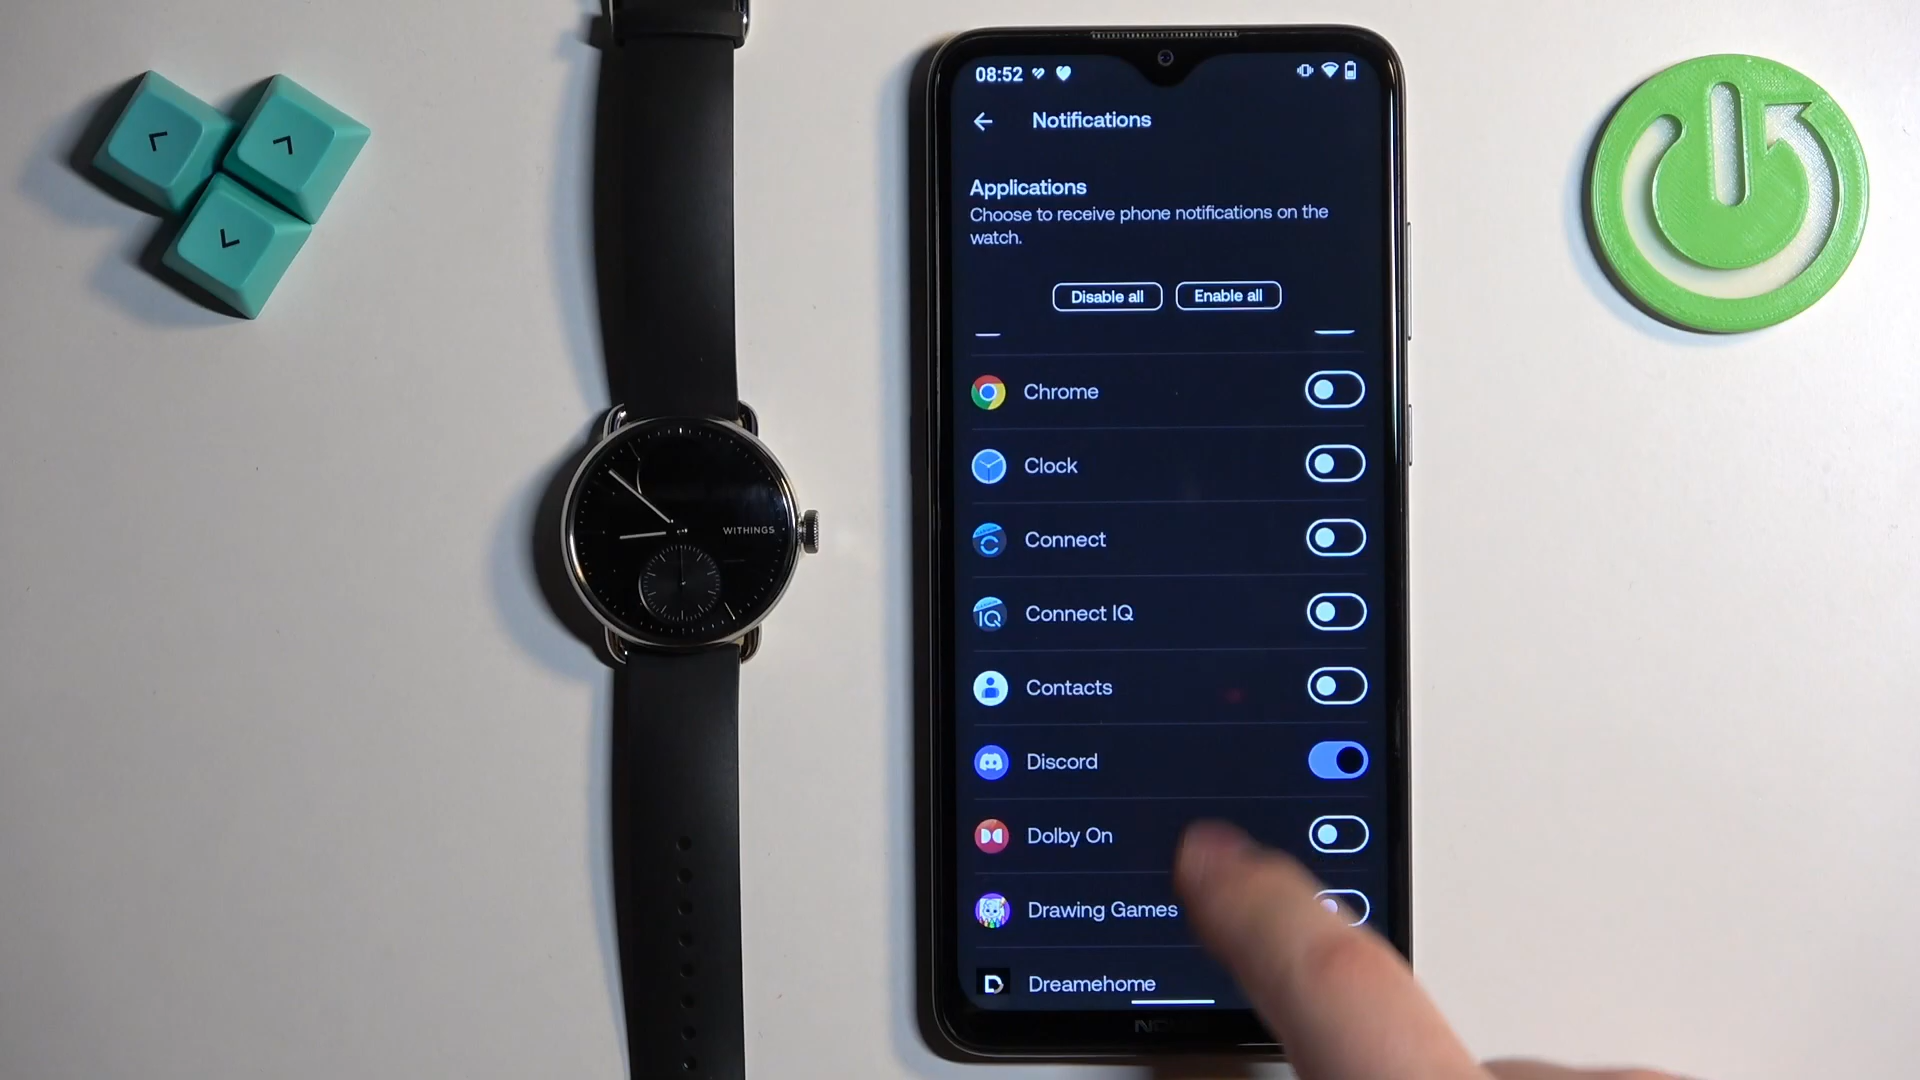 08:52
Notifications
Applications
Choose to receive phone notifications on the
watch.
Disable all
Enable all
Chrome
Clock
Connect
Connect IQ
Contacts
Discord
Dolby On
Drawing Games
Dreamehome
WITHINGS